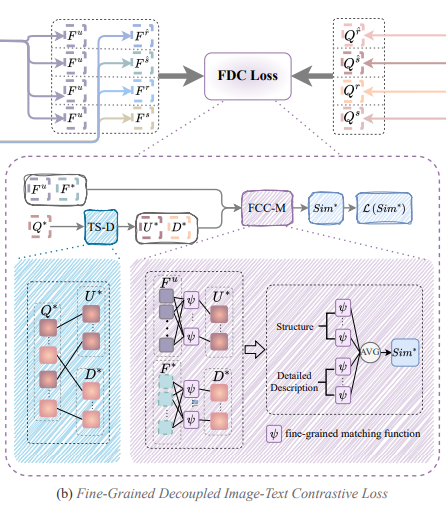 F^u F^r̂ Q^r̂
F^u F^ŝ FDC Loss Q^ŝ
F^u F^r Q^r
F^u F^s Q^s
F^u F^*
Q^* TS-D U^* D^* FCC-M Sim^* ℒ(Sim^*)
Q^* U^*
D^*
F^u ψ U^*
ψ
F^* ψ D^*
ψ
Structure ψ
ψ
AVG Sim^*
Detailed
Description ψ
ψ
ψ fine-grained matching function
(b) Fine-Grained Decoupled Image-Text Contrastive Loss